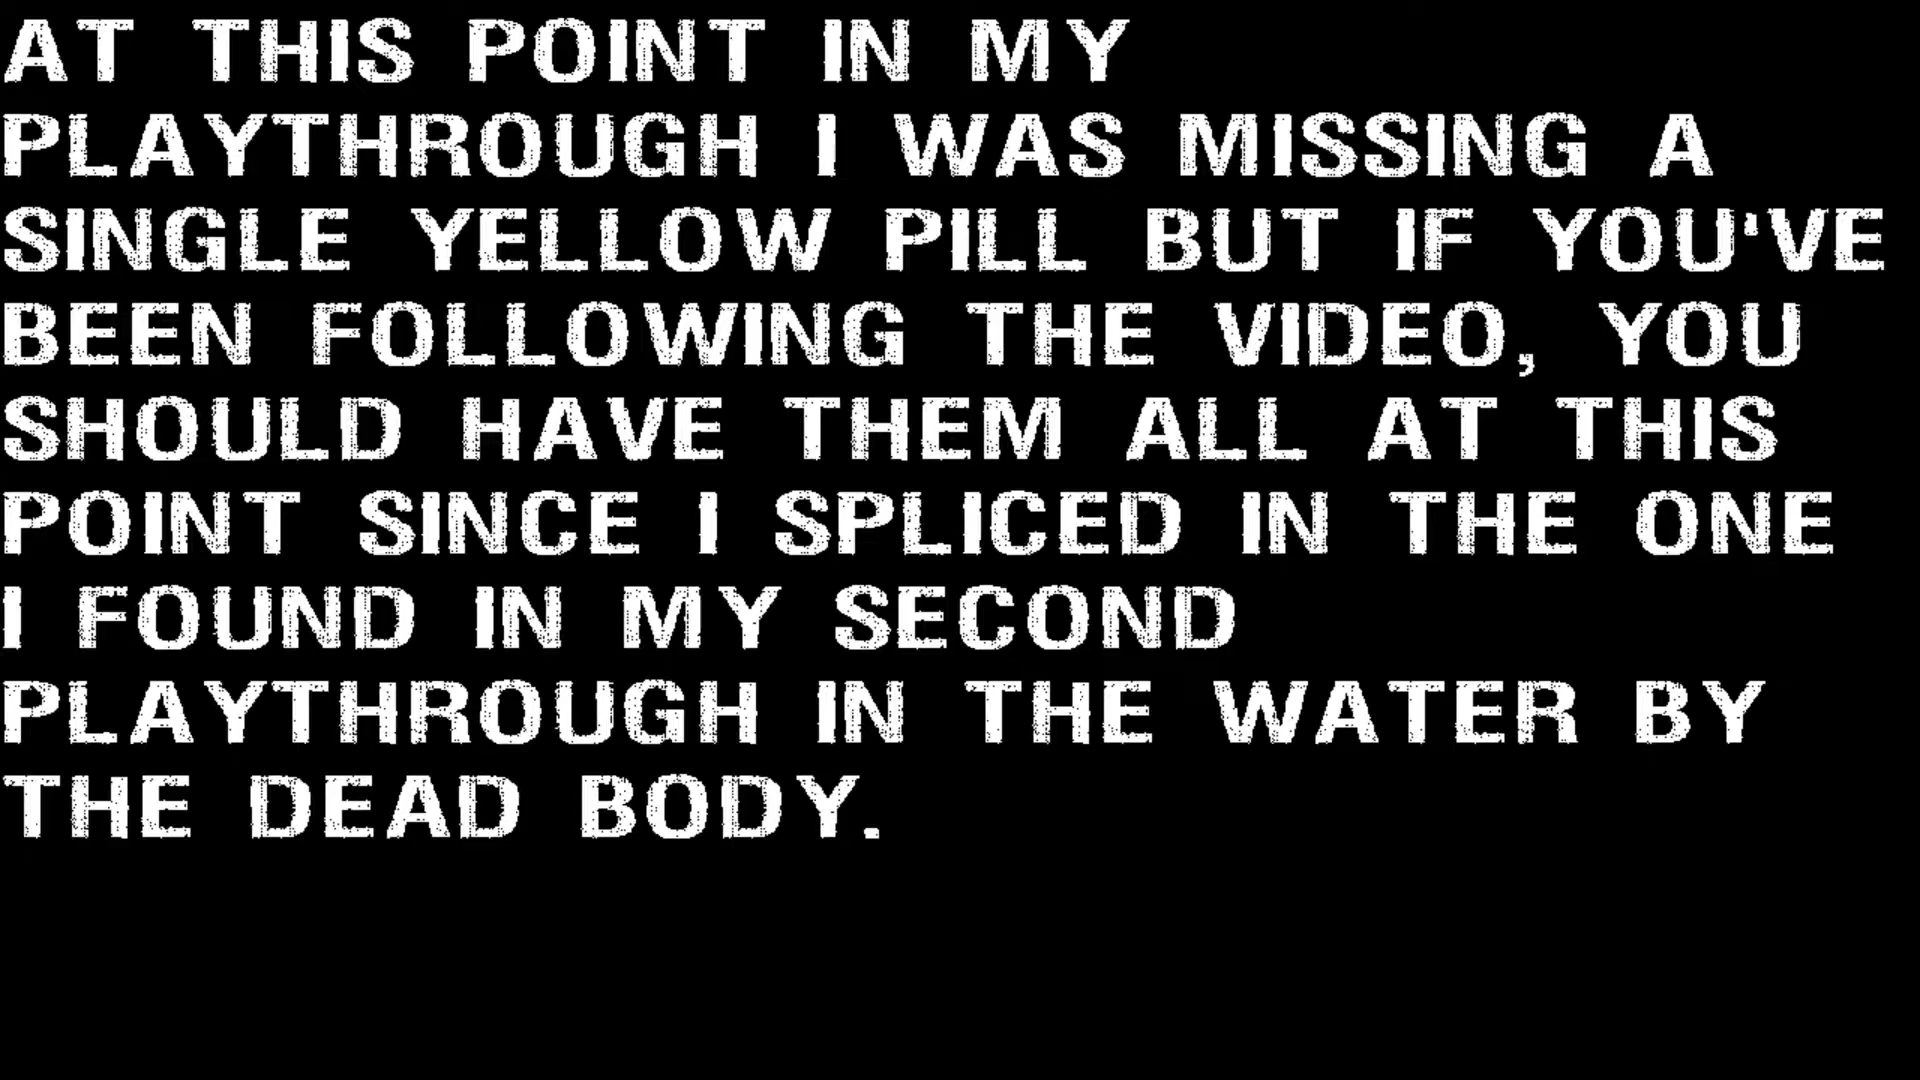 AT THIS POINT IN MY
PLAYTHROUGH I WAS MISSING A
SINGLE YELLOW PILL BUT IF YOU'VE
BEEN FOLLOWING THE VIDEO, YOU
SHOULD HAVE THEM ALL AT THIS
POINT SINCE I SPLICED IN THE ONE
I FOUND IN MY SECOND
PLAYTHROUGH IN THE WATER BY
THE DEAD BODY.